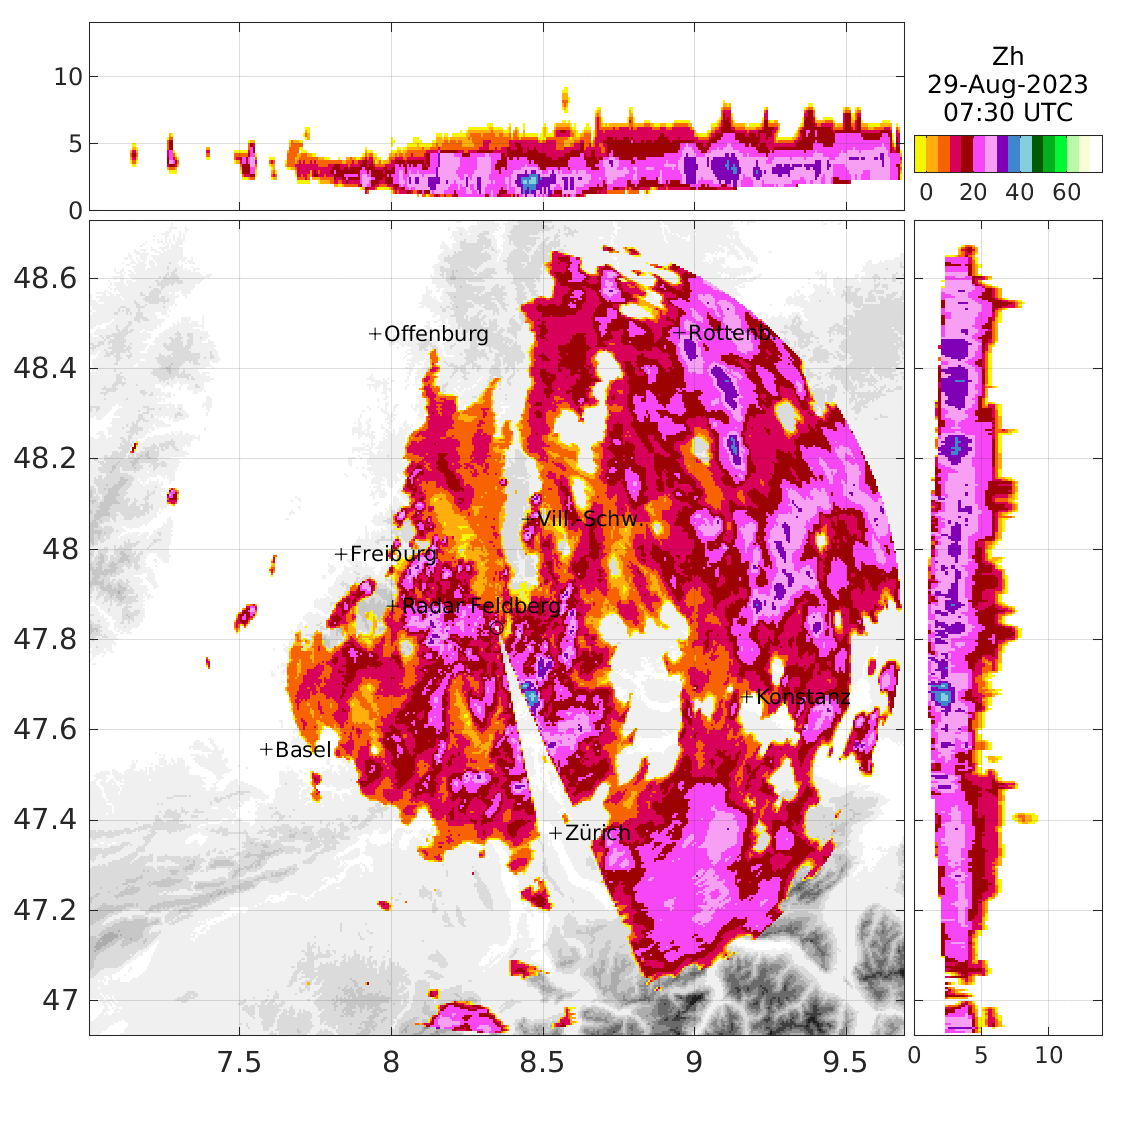 Zh
29-Aug-2023
07:30 UTC
0 20 40 60
10
5
0
48.6
48.4
48.2
48
47.8
47.6
47.4
47.2
47
+Offenburg
+Rottenb.
+Vill.-Schw.
+Freiburg
+Radar Feldberg
+Konstanz
+Basel
+Zürich
7.5 8 8.5 9 9.5
0 5 10